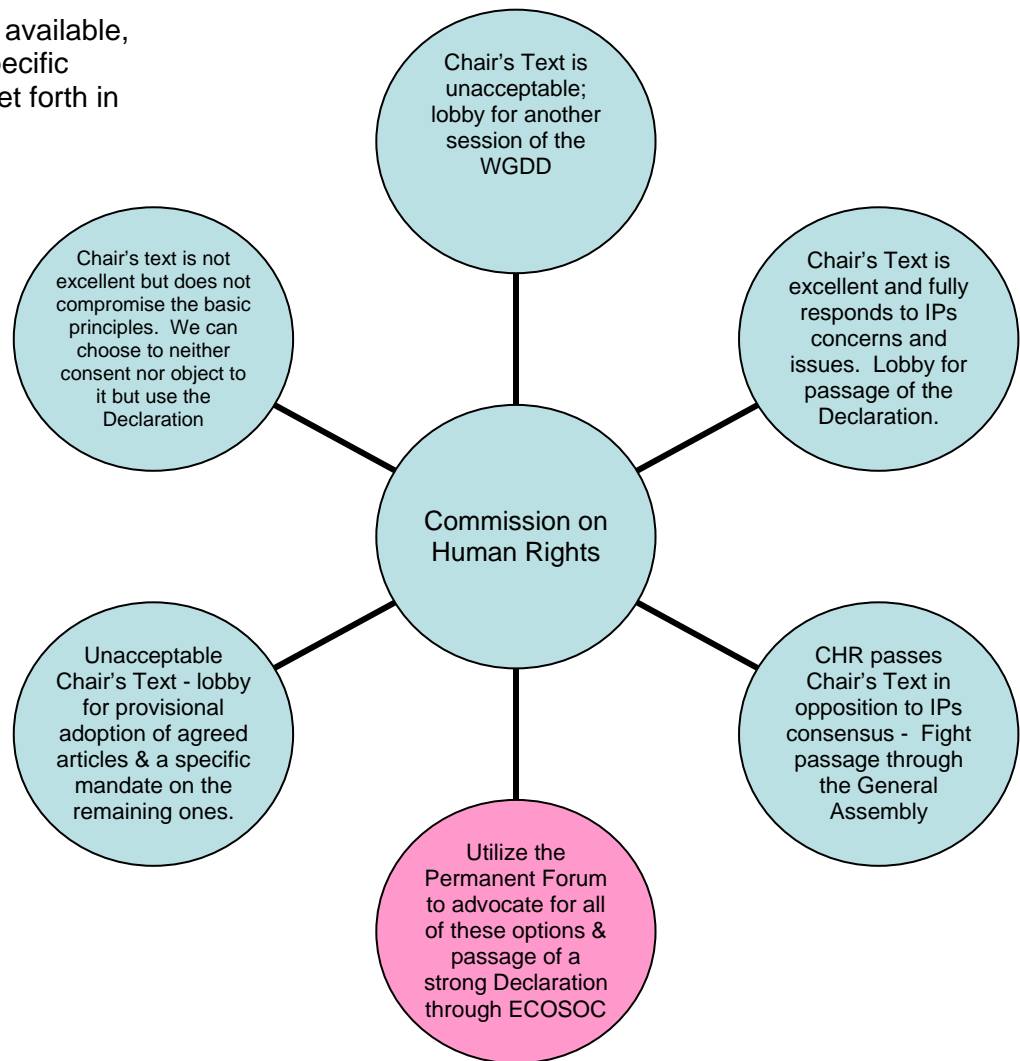 available,
pecific
et forth in
Chair's Text is
unacceptable;
lobby for another
session of the
WGDD
Chair's text is not
excellent but does not
compromise the basic
principles. We can
choose to neither
consent nor object to
it but use the
Declaration
Chair's Text is
excellent and fully
responds to IPs
concerns and
issues. Lobby for
passage of the
Declaration.
Commission on
Human Rights
Unacceptable
Chair's Text - lobby
for provisional
adoption of agreed
articles & a specific
mandate on the
remaining ones.
CHR passes
Chair's Text in
opposition to IPs
consensus - Fight
passage through
the General
Assembly
Utilize the
Permanent Forum
to advocate for all
of these options &
passage of a
strong Declaration
through ECOSOC